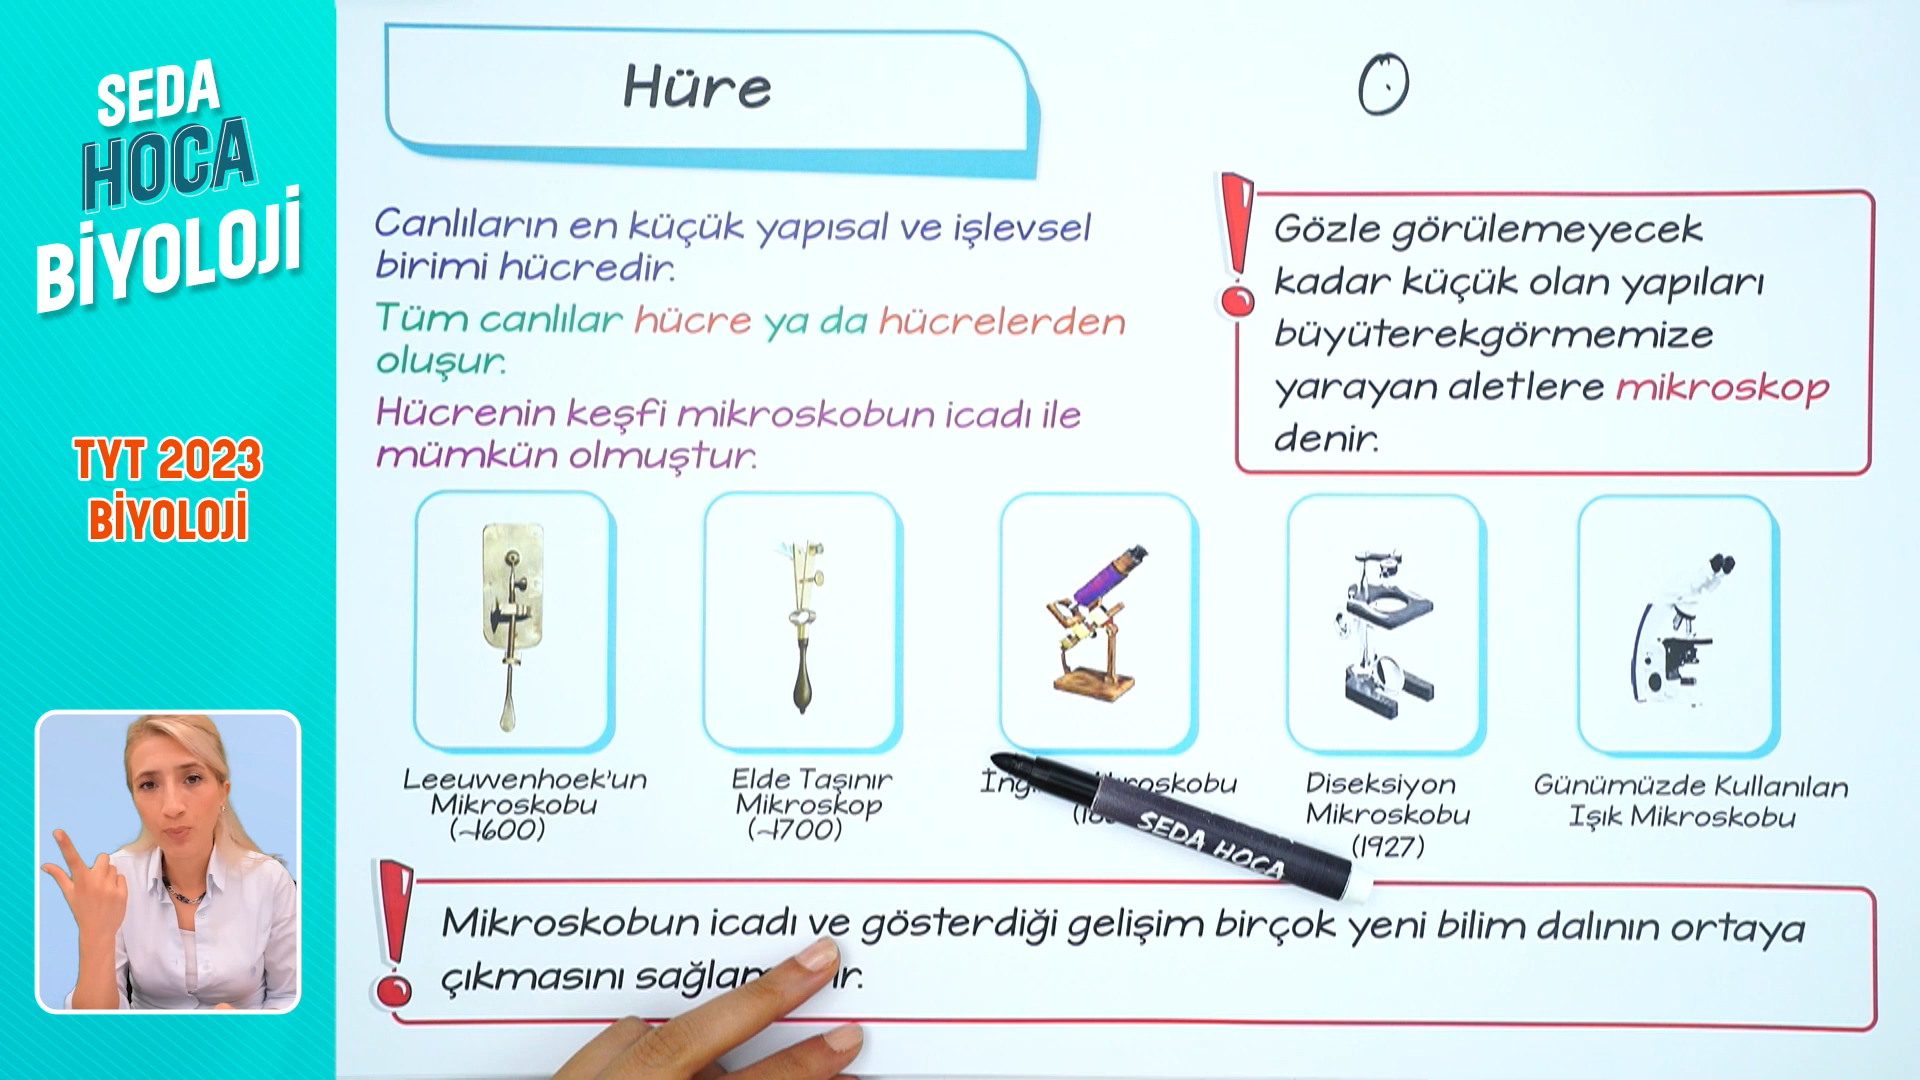 SEDA
HOCA
BİYOLOJİ
TYT 2023
BİYOLOJİ
Hüre
Canlıların en küçük yapısal ve işlevsel
birimi hücredir.
Tüm canlılar hücre ya da hücrelerden
oluşur.
Hücrenin keşfi mikroskobun icadı ile
mümkün olmuştur.
Gözle görülemeyecek
kadar küçük olan yapıları
büyüterekgörmemize
yarayan aletlere mikroskop
denir.
Leeuwenhoek'un
Mikroskobu
(~1600)
Elde Taşınır
Mikroskop
(~1700)
SEDA HOCA
Diseksiyon
Mikroskobu
(1927)
Günümüzde Kullanılan
Işık Mikroskobu
Mikroskobun icadı ve gösterdiği gelişim birçok yeni bilim dalının ortaya
çıkmasını